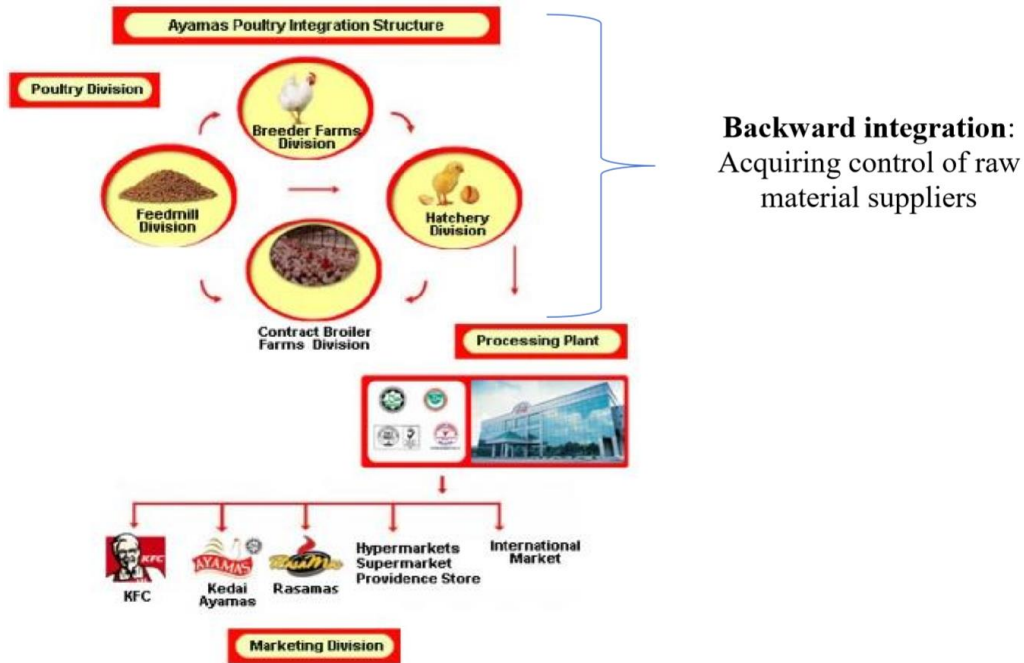 Ayamas Poultry Integration Structure
Poultry Division
Breeder Farms
Division
Feedmill
Division
Hatchery
Division
Contract Broiler
Farms Division
Backward integration:
Acquiring control of raw
material suppliers
Processing Plant
KFC
KFC
AYAMAS
Kedai
Ayamas
RasaMas
Rasamas
Hypermarkets
Supermarket
Providence Store
International
Market
Marketing Division